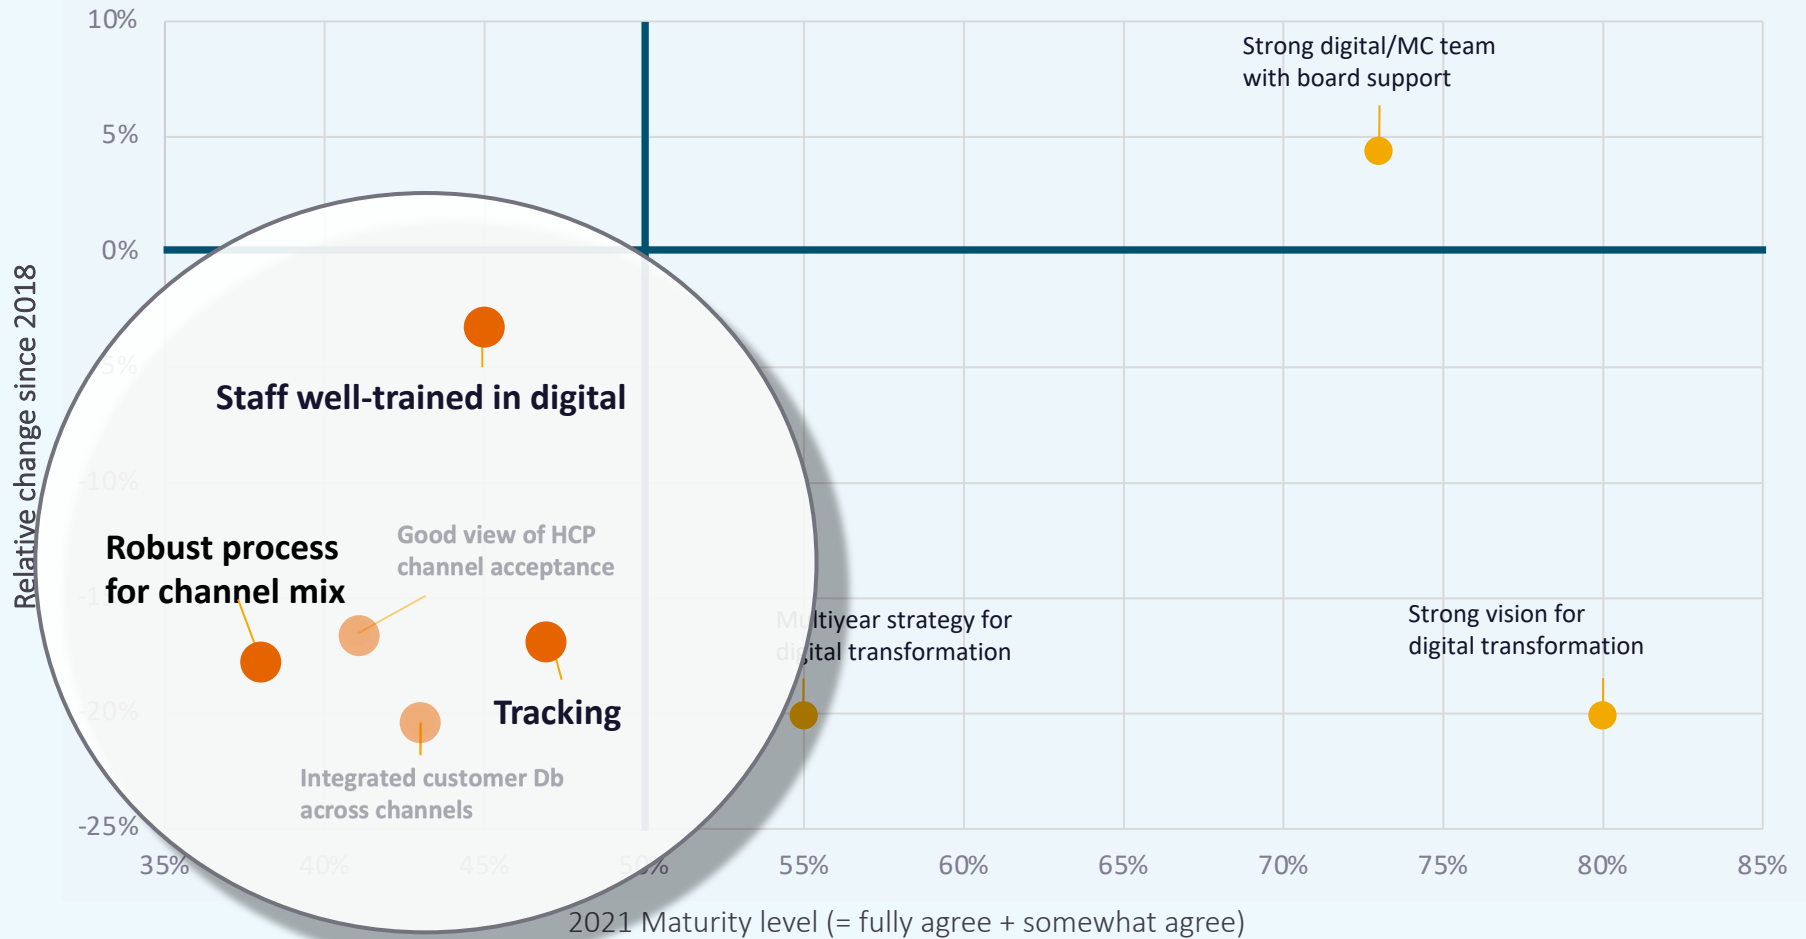 10%
5%
0%
-5%
-10%
-15%
-20%
-25%
Relative change since 2018
Strong digital/MC team
with board support
Staff well-trained in digital
Robust process
for channel mix
Good view of HCP
channel acceptance
Tracking
Integrated customer Db
across channels
Multiyear strategy for
digital transformation
Strong vision for
digital transformation
35%
40%
45%
50%
55%
60%
65%
70%
75%
80%
85%
2021 Maturity level (= fully agree + somewhat agree)